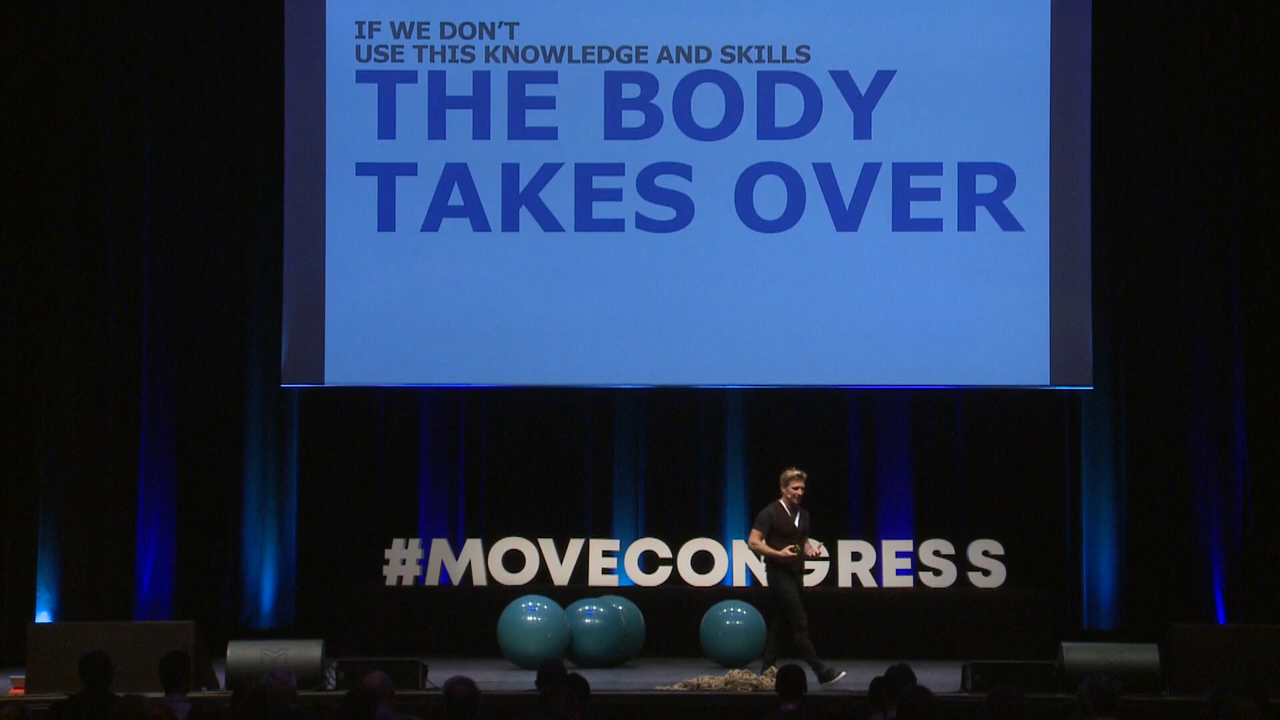 IF WE DON'T
USE THIS KNOWLEDGE AND SKILLS
THE BODY
TAKES OVER
#MOVECONGRESS